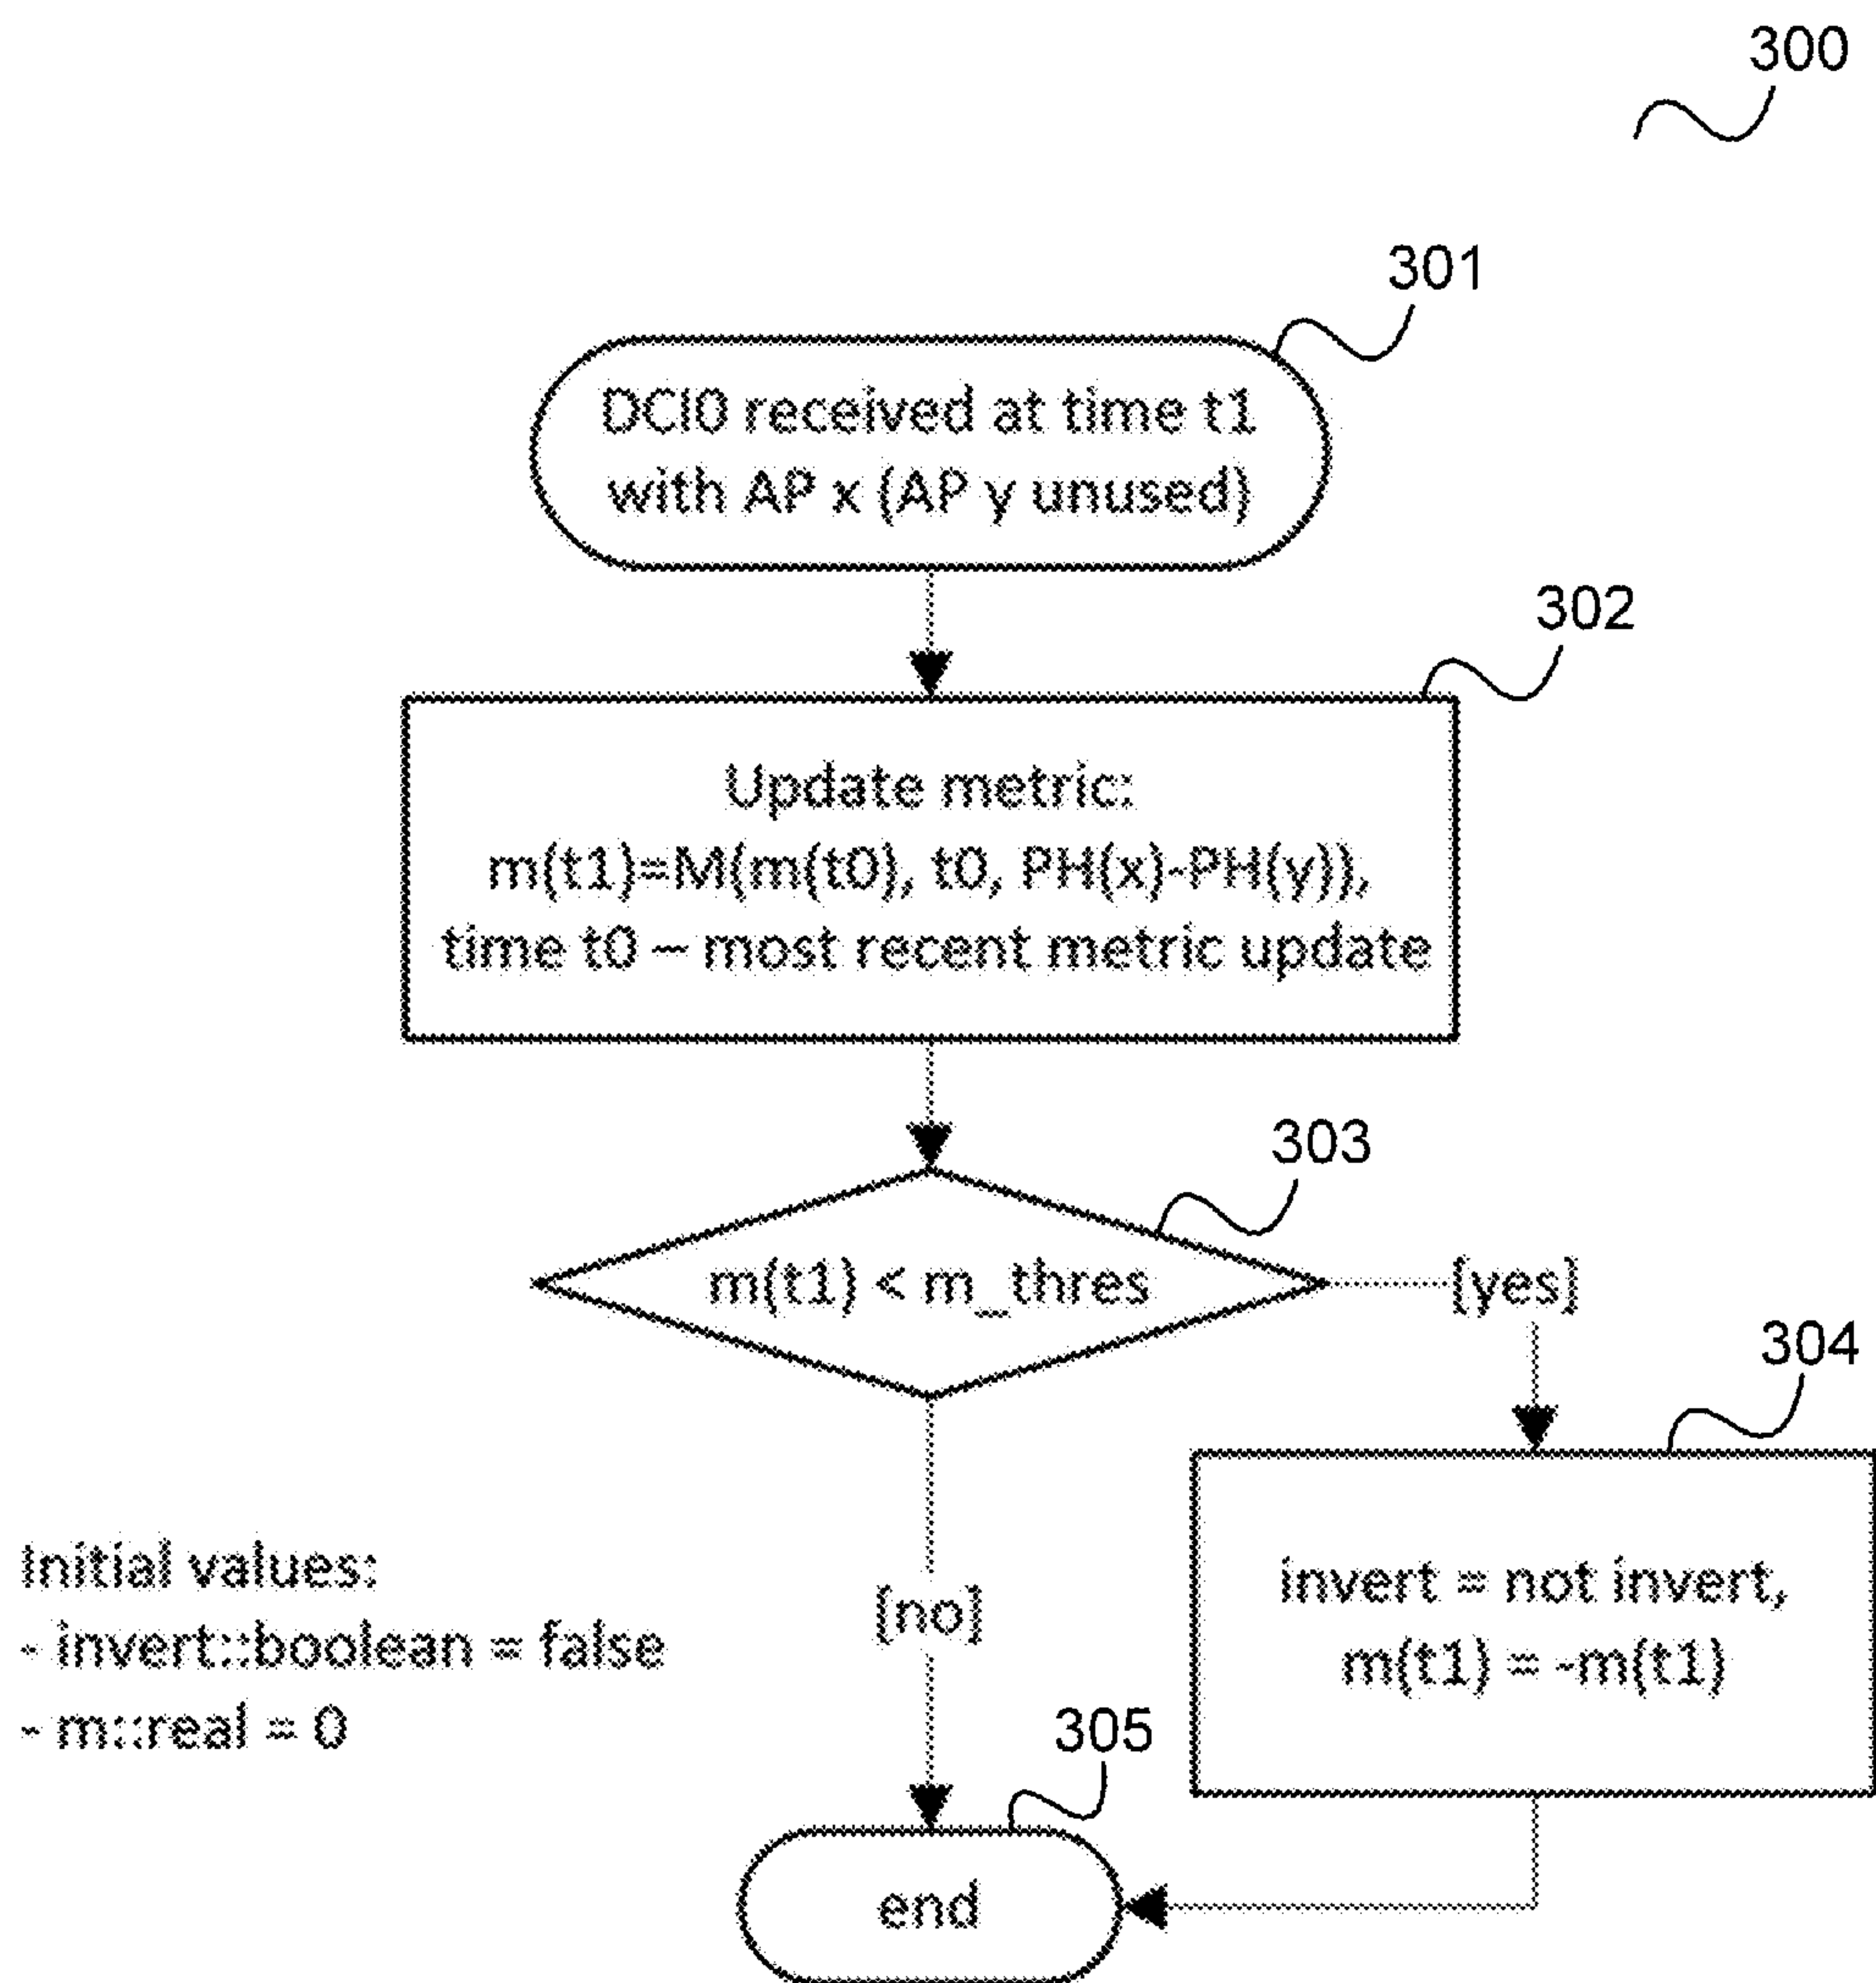 300
301
DCI0 received at time t1
with AP x (AP y unused)
302
Update metric:
m(t1)=M(m(t0), t0, PH(x)-PH(y)),
time t0 – most recent metric update
303
m(t1) < m_thres
[yes]
304
invert = not invert,
m(t1) = -m(t1)
Initial values:
- invert::boolean = false
- m::real = 0
[no]
305
end